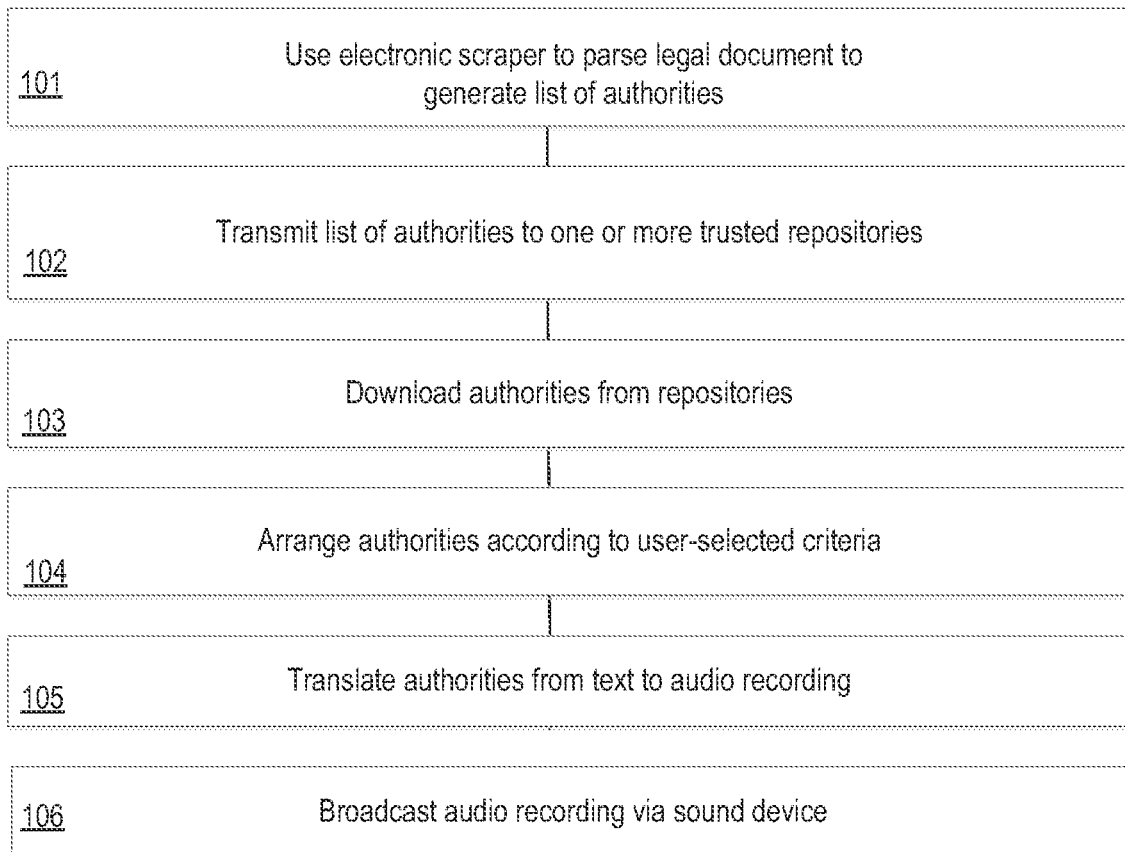 Use electronic scraper to parse legal document to
101
generate list of authorities
Transmit list of authorities to one or more trusted repositories
102
Download authorities from repositories
103
Arrange authorities according to user-selected criteria
104
Translate authorities from text to audio recording
105
106
Broadcast audio recording via sound device